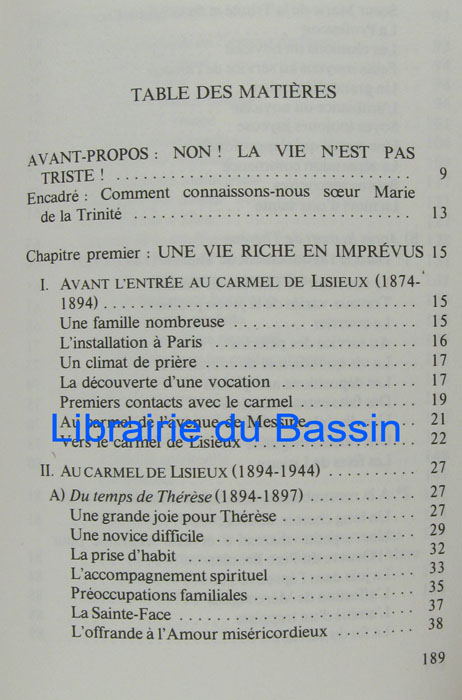 TABLE DES MATIÈRES
AVANT-PROPOS : NON ! LA VIE N'EST PAS
TRISTE ! 9
Encadré : Comment connaissons-nous sœur Marie
de la Trinité 13
Chapitre premier : UNE VIE RICHE EN IMPRÉVUS 15
I. AVANT L'ENTRÉE AU CARMEL DE LISIEUX (1874-
1894) 15
Une famille nombreuse 15
L'installation à Paris 16
Un climat de prière 17
La découverte d'une vocation 17
Premiers contacts avec le carmel 19
Au carmel de l'avenue de Messine 21
Vers le carmel de Lisieux 22
Librairie du Bassin
II. AU CARMEL DE LISIEUX (1894-1944) 27
A) Du temps de Thérèse (1894-1897) 27
Une grande joie pour Thérèse 27
Une novice difficile 29
La prise d'habit 32
L'accompagnement spirituel 33
Préoccupations familiales 35
La Sainte-Face 37
L'offrande à l'Amour miséricordieux 38
189